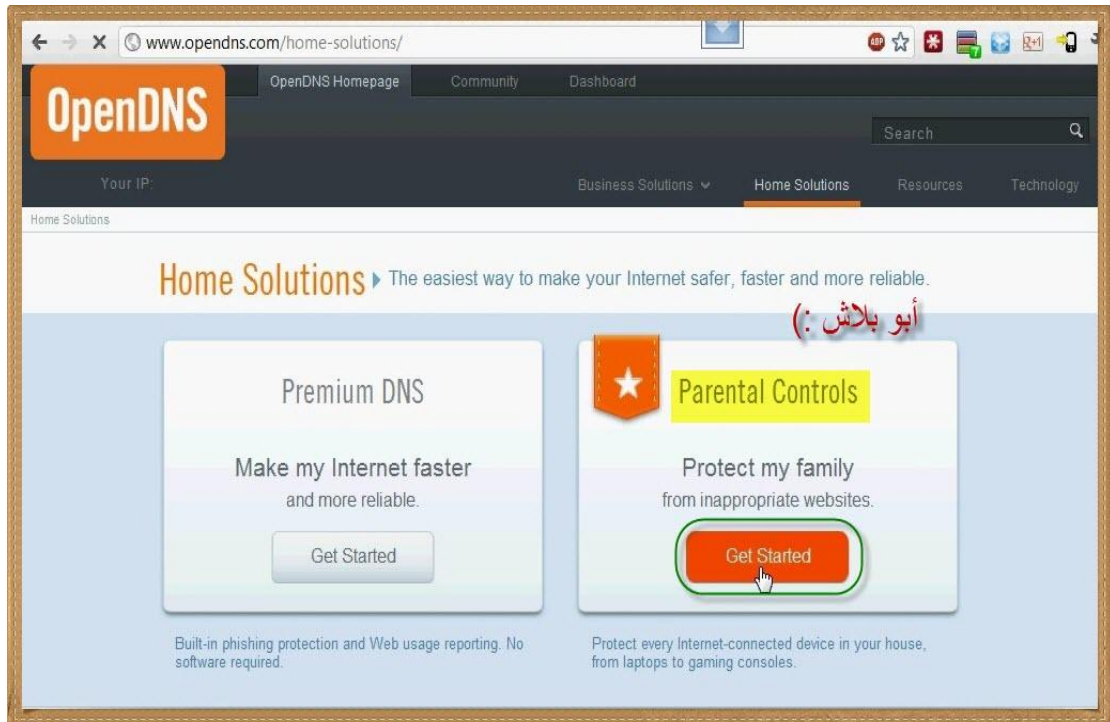 www.opendns.com/home-solutions/
ABP
g+1
7
OpenDNS
OpenDNS Homepage
Community
Dashboard
Search
Your IP:
Business Solutions
Home Solutions
Resources
Technology
Home Solutions
Home Solutions The easiest way to make your Internet safer, faster and more reliable.
أبو بلاش :)
Premium DNS
Make my Internet faster
and more reliable.
Get Started
Built-in phishing protection and Web usage reporting. No
software required.
Parental Controls
Protect my family
from inappropriate websites.
Get Started
Protect every Internet-connected device in your house,
from laptops to gaming consoles.